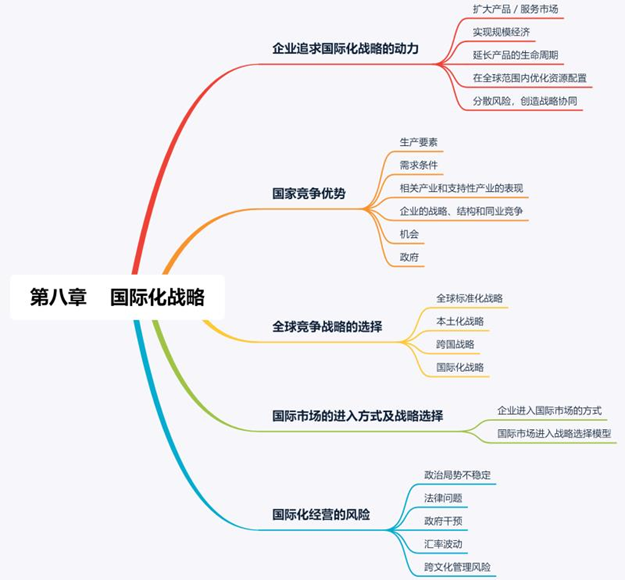 第八章 国际化战略
企业追求国际化战略的动力
扩大产品 / 服务市场
实现规模经济
延长产品的生命周期
在全球范围内优化资源配置
分散风险，创造战略协同
国家竞争优势
生产要素
需求条件
相关产业和支持性产业的表现
企业的战略、结构和同业竞争
机会
政府
全球竞争战略的选择
全球标准化战略
本土化战略
跨国战略
国际化战略
国际市场的进入方式及战略选择
企业进入国际市场的方式
国际市场进入战略选择模型
国际化经营的风险
政治局势不稳定
法律问题
政府干预
汇率波动
跨文化管理风险